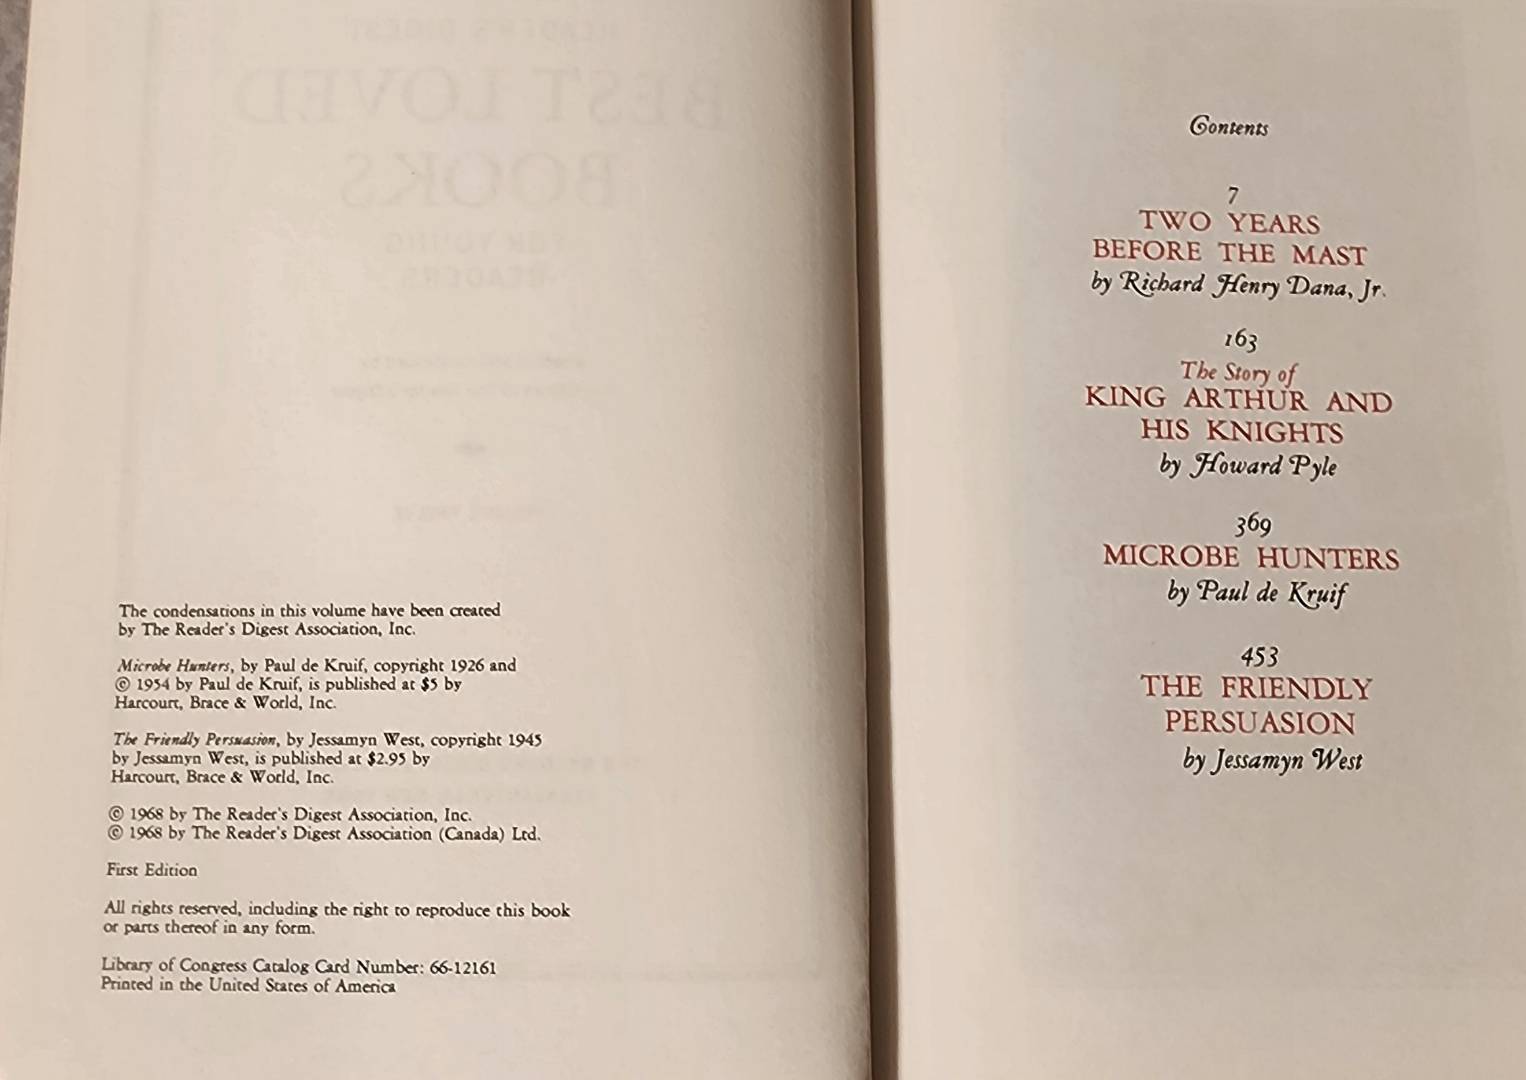 The condensations in this volume have been created
by The Reader's Digest Association, Inc.
Microbe Hunters, by Paul de Kruif, copyright 1926 and
© 1954 by Paul de Kruif, is published at $5 by
Harcourt, Brace & World, Inc.
The Friendly Persuasion, by Jessamyn West, copyright 1945
by Jessamyn West, is published at $2.95 by
Harcourt, Brace & World, Inc.
© 1968 by The Reader's Digest Association, Inc.
© 1968 by The Reader's Digest Association (Canada) Ltd.
First Edition
All rights reserved, including the right to reproduce this book
or parts thereof in any form.
Library of Congress Catalog Card Number: 66-12161
Printed in the United States of America
Contents
7
TWO YEARS
BEFORE THE MAST
by Richard Henry Dana, Jr.
163
The Story of
KING ARTHUR AND
HIS KNIGHTS
by Howard Pyle
369
MICROBE HUNTERS
by Paul de Kruif
453
THE FRIENDLY
PERSUASION
by Jessamyn West